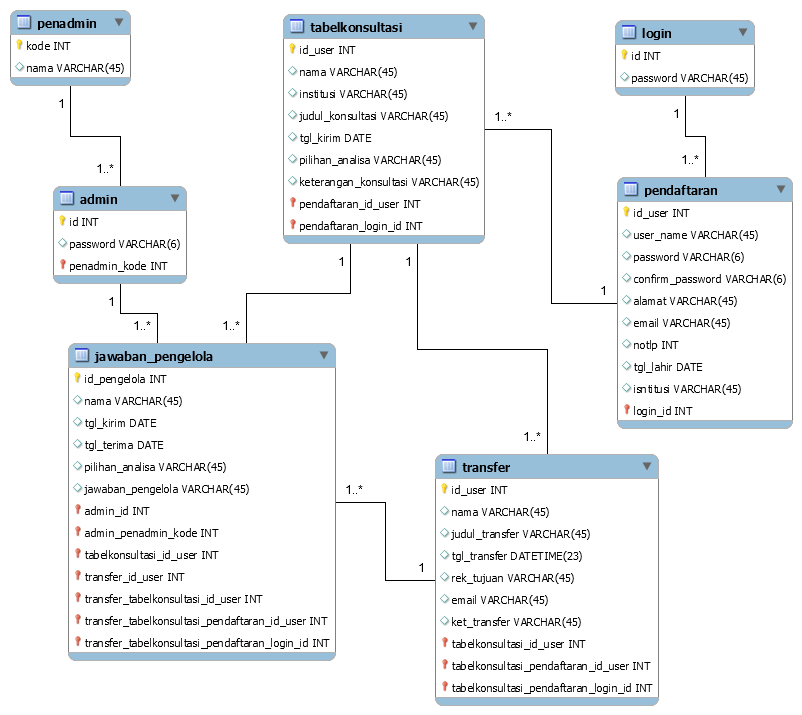 penadmin
kode INT
nama VARCHAR(45)
1
1..*
admin
id INT
password VARCHAR(6)
penadmin_kode INT
1
1..*
tabelkonsultasi
id_user INT
nama VARCHAR(45)
institusi VARCHAR(45)
judul_konsultasi VARCHAR(45)
tgl_kirim DATE
pilihan_analisa VARCHAR(45)
keterangan_konsultasi VARCHAR(45)
pendaftaran_id_user INT
pendaftaran_login_id INT
1..*
1
1
1..*
1
1..*
login
id INT
password VARCHAR(45)
1
1..*
pendaftaran
id_user INT
user_name VARCHAR(45)
password VARCHAR(6)
confirm_password VARCHAR(6)
alamat VARCHAR(45)
email VARCHAR(45)
notlp INT
tgl_lahir DATE
isntitusi VARCHAR(45)
login_id INT
jawaban_pengelola
id_pengelola INT
nama VARCHAR(45)
tgl_kirim DATE
tgl_terima DATE
pilihan_analisa VARCHAR(45)
jawaban_pengelola VARCHAR(45)
admin_id INT
admin_penadmin_kode INT
tabelkonsultasi_id_user INT
transfer_id_user INT
transfer_tabelkonsultasi_id_user INT
transfer_tabelkonsultasi_pendaftaran_id_user INT
transfer_tabelkonsultasi_pendaftaran_login_id INT
1..*
1
transfer
id_user INT
nama VARCHAR(45)
judul_transfer VARCHAR(45)
tgl_transfer DATETIME(23)
rek_tujuan VARCHAR(45)
email VARCHAR(45)
ket_transfer VARCHAR(45)
tabelkonsultasi_id_user INT
tabelkonsultasi_pendaftaran_id_user INT
tabelkonsultasi_pendaftaran_login_id INT